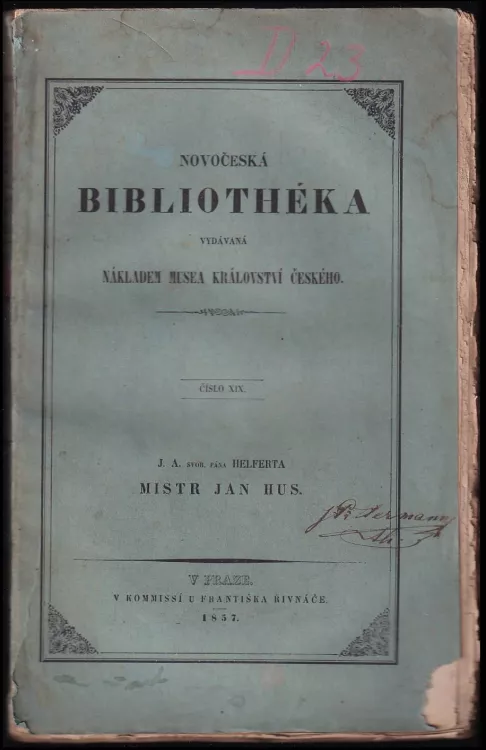 D 23
NOVOČESKÁ
BIBLIOTHÉKA
VYDÁVANÁ
NÁKLADEM MUSEA KRÁLOVSTVÍ ČESKÉHO.
ČÍSLO XIX.
J. A. SVOB. PÁNA HELFERTA
MISTR JAN HUS.
V PRAZE.
V KOMMISSÍ U FRANTIŠKA ŘIVNÁČE.
1857.